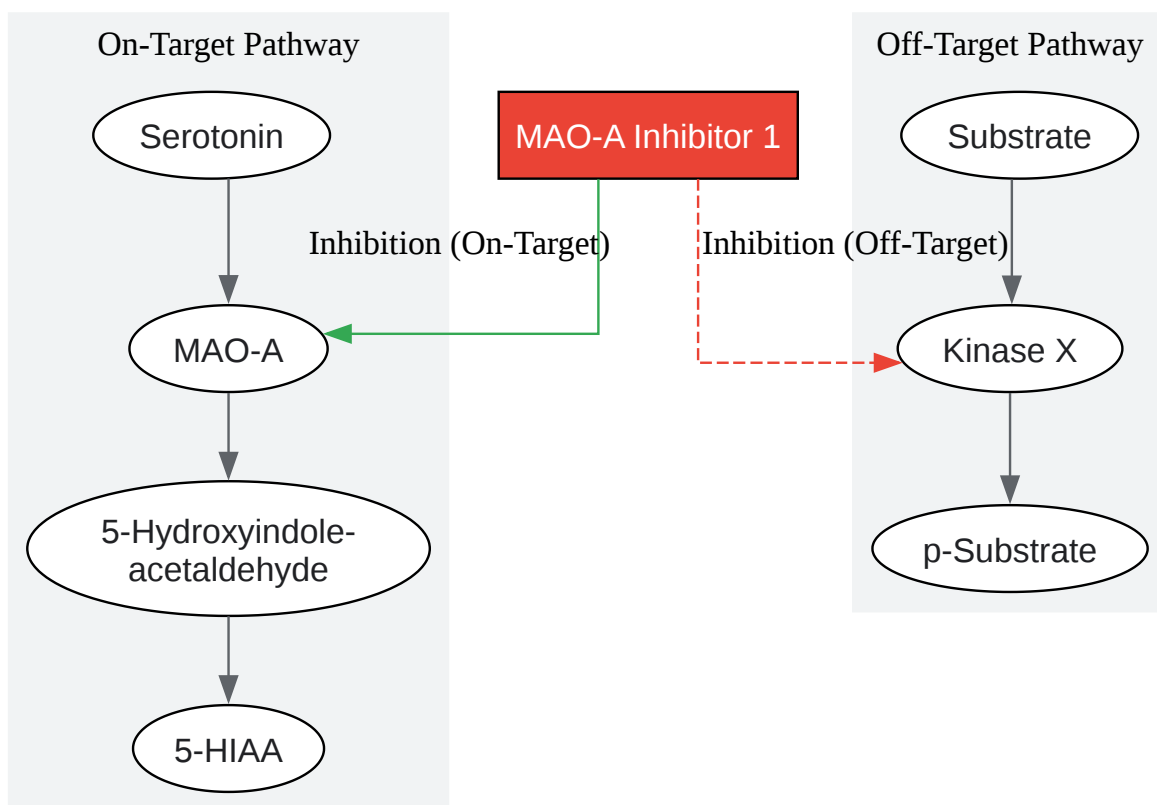 On-Target Pathway
Off-Target Pathway
Serotonin
MAO-A Inhibitor 1
Substrate
Inhibition (On-Target)
Inhibition (Off-Target)
MAO-A
Kinase X
5-Hydroxyindole-
acetaldehyde
p-Substrate
5-HIAA